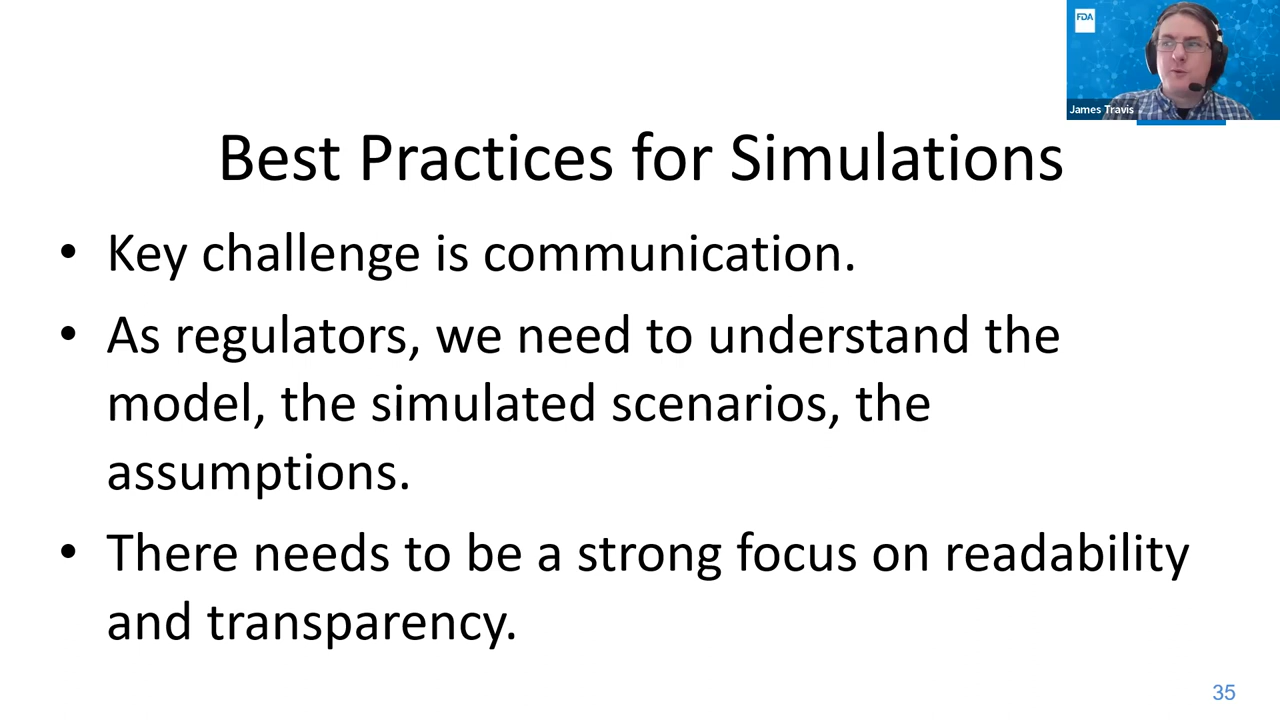 FDA
James Travis
Best Practices for Simulations
• Key challenge is communication.
• As regulators, we need to understand the
model, the simulated scenarios, the
assumptions.
• There needs to be a strong focus on readability
and transparency.
35